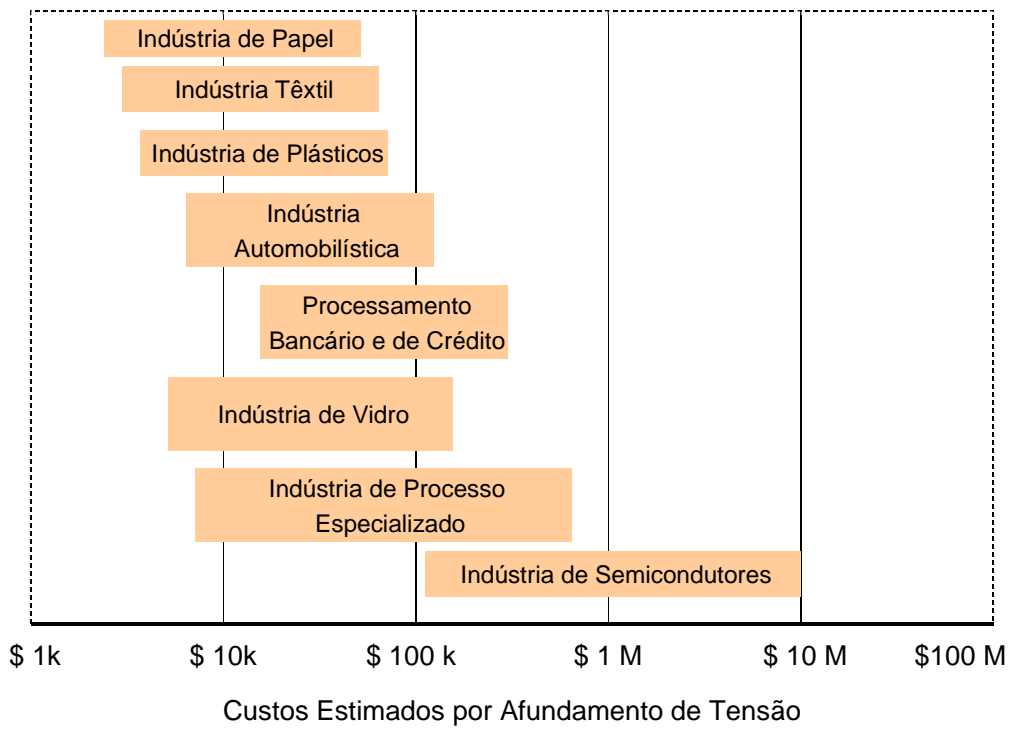 Indústria de Papel
Indústria Têxtil
Indústria de Plásticos
Indústria
Automobilística
Processamento
Bancário e de Crédito
Indústria de Vidro
Indústria de Processo
Especializado
Indústria de Semicondutores
$ 1k $ 10k $ 100 k $ 1 M $ 10 M $100 M
Custos Estimados por Afundamento de Tensão